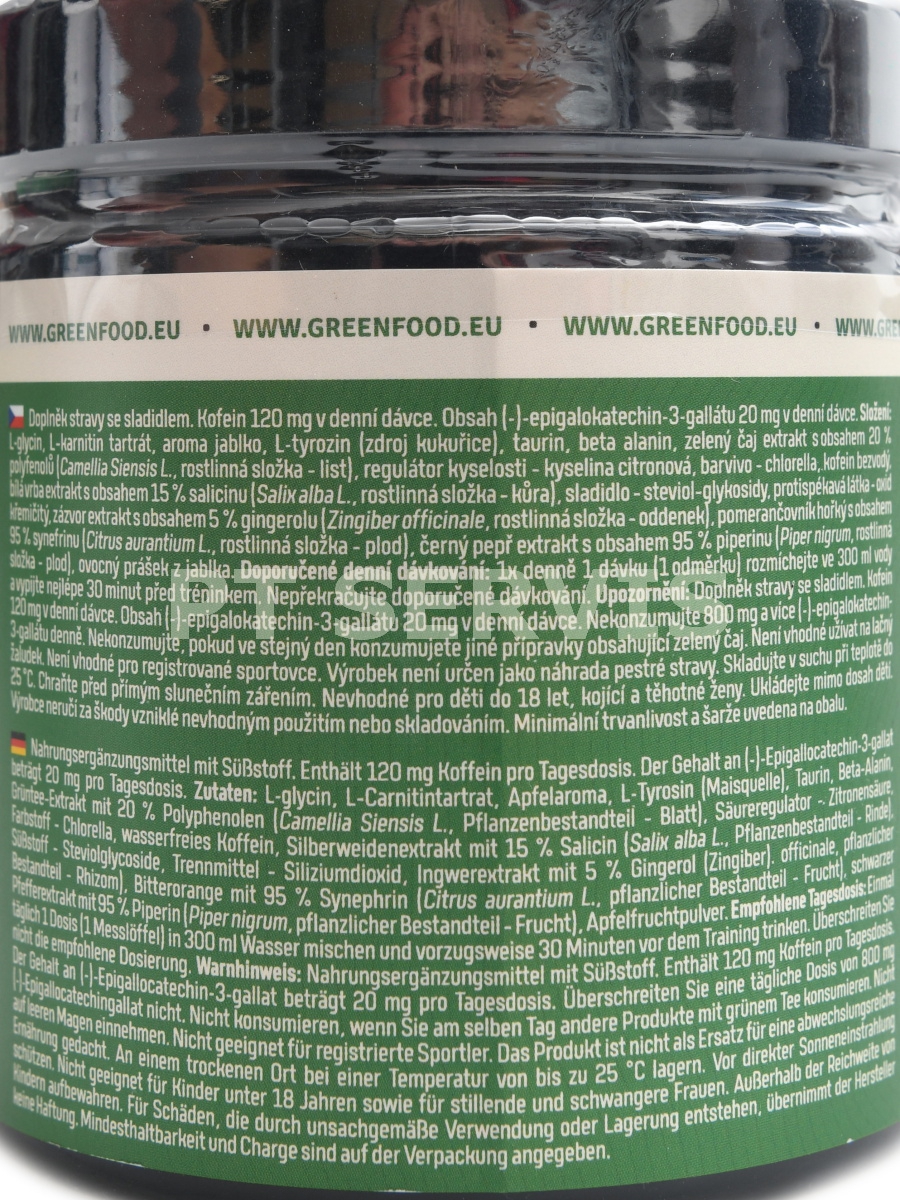 WWW.GREENFOOD.EU • WWW.GREENFOOD.EU • WWW.GREENFOOD.EU • WWW.GRE
Doplněk stravy se sladidlem. Kofein 120 mg v denní dávce. Obsah (-)-epigalokatechin-3-gallátu 20 mg v denní dávce. Složení:
L-glycin, L-karnitin tartrát, aroma jablko, L-tyrozin (zdroj kukuřice), taurin, beta alanin, zelený čaj extrakt s obsahem 20 %
polyfenolů (Camellia Siensis L., rostlinná složka - list), regulátor kyselosti - kyselina citronová, barvivo - chlorella, kofein bezvodý,
bílá vrba extrakt s obsahem 15 % salicinu (Salix alba L., rostlinná složka - kůra), sladidlo - steviol-glykosidy, protispékavá látka - oxid
křemičitý, zázvor extrakt s obsahem 5 % gingerolu (Zingiber officinale, rostlinná složka - oddenek), pomerančovník hořký s obsahem
95 % synefrinu (Citrus aurantium L., rostlinná složka - plod), černý pepř extrakt s obsahem 95 % piperinu (Piper nigrum, rostlinná
složka - plod), ovocný prášek z jablka. Doporučené denní dávkování: 1x denně 1 dávku (1 odměrku) rozmíchejte ve 300 ml vody
a vypijte nejlépe 30 minut před tréninkem. Nepřekračujte doporučené dávkování. Upozornění: Doplněk stravy se sladidlem. Kofein
120 mg v denní dávce. Obsah (-)-epigalokatechin-3-gallátu 20 mg v denní dávce. Nekonzumujte 800 mg a více (-)-epigalokatechin-
3-gallátu denně. Nekonzumujte, pokud ve stejný den konzumujete jiné přípravky obsahující zelený čaj. Není vhodné užívat na lačný
žaludek. Není vhodné pro registrované sportovce. Výrobek není určen jako náhrada pestré stravy. Skladujte v suchu při teplotě do
25 °C. Chraňte před přímým slunečním zářením. Nevhodné pro děti do 18 let, kojící a těhotné ženy. Ukládejte mimo dosah dětí.
Výrobce neručí za škody vzniklé nevhodným použitím nebo skladováním. Minimální trvanlivost a šarže uvedena na obalu.
PT SERVIS
Nahrungsergänzungsmittel mit Süßstoff. Enthält 120 mg Koffein pro Tagesdosis. Der Gehalt an (-)-Epigallocatechin-3-gallat
beträgt 20 mg pro Tagesdosis. Zutaten: L-glycin, L-Carnitintartrat, Apfelaroma, L-Tyrosin (Maisquelle), Taurin, Beta-Alanin,
Grüntee-Extrakt mit 20 % Polyphenolen (Camellia Siensis L., Pflanzenbestandteil - Blatt), Säureregulator -. Zitronensäure,
Farbstoff - Chlorella, wasserfreies Koffein, Silberweidenextrakt mit 15 % Salicin (Salix alba L., Pflanzenbestandteil - Rinde),
Süßstoff - Steviolglycoside, Trennmittel - Siliziumdioxid, Ingwerextrakt mit 5 % Gingerol (Zingiber). officinale, pflanzlicher
Bestandteil - Rhizom), Bitterorange mit 95 % Synephrin (Citrus aurantium L., pflanzlicher Bestandteil - Frucht), schwarzer
Pfefferextrakt mit 95 % Piperin (Piper nigrum, pflanzlicher Bestandteil - Frucht), Apfelfruchtpulver. Empfohlene Tagesdosis: Einmal
täglich 1 Dosis (1 Messlöffel) in 300 ml Wasser mischen und vorzugsweise 30 Minuten vor dem Training trinken. Überschreiten Sie
nicht die empfohlene Dosierung. Warnhinweis: Nahrungsergänzungsmittel mit Süßstoff. Enthält 120 mg Koffein pro Tagesdosis.
Der Gehalt an (-)-Epigallocatechin-3-gallat beträgt 20 mg pro Tagesdosis. Überschreiten Sie eine tägliche Dosis von 800 mg
(-)-Epigallocatechingallat nicht. Nicht konsumieren, wenn Sie am selben Tag andere Produkte mit grünem Tee konsumieren. Nicht
auf leeren Magen einnehmen. Nicht geeignet für registrierte Sportler. Das Produkt ist nicht als Ersatz für eine abwechslungsreiche
Ernährung gedacht. An einem trockenen Ort bei einer Temperatur von bis zu 25 °C lagern. Vor direkter Sonneneinstrahlung
schützen. Nicht geeignet für Kinder unter 18 Jahren sowie für stillende und schwangere Frauen. Außerhalb der Reichweite von
Kindern aufbewahren. Für Schäden, die durch unsachgemäße Verwendung oder Lagerung entstehen, übernimmt der Hersteller
keine Haftung. Mindesthaltbarkeit und Charge sind auf der Verpackung angegeben.